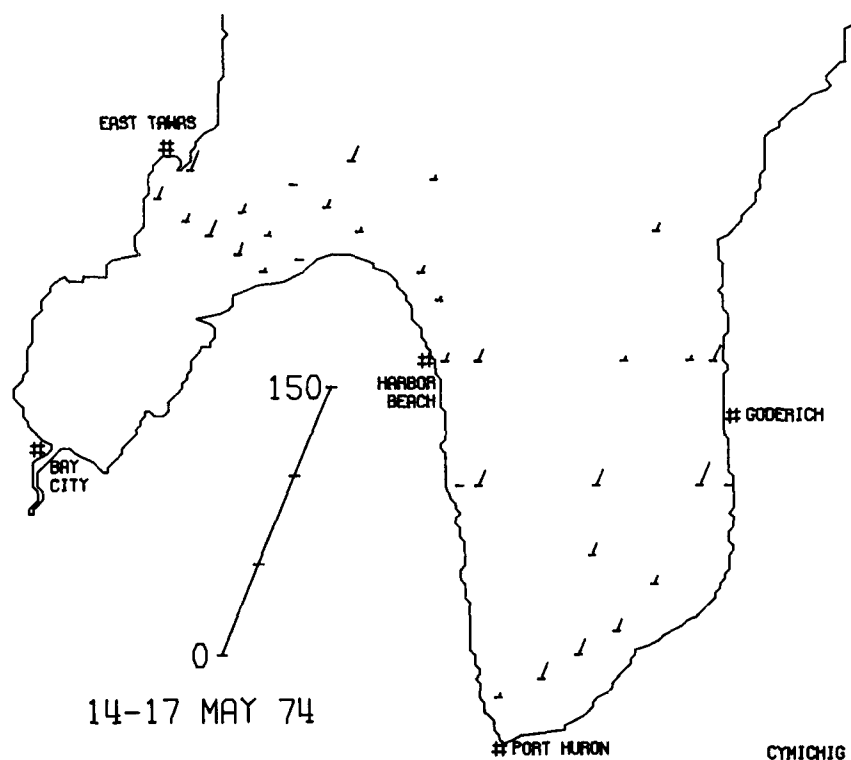 EAST TAWAS
150
HARBOR
BEACH
GODERICH
BAY
CITY
0
14-17 MAY 74
PORT HURON
CYMICHIG